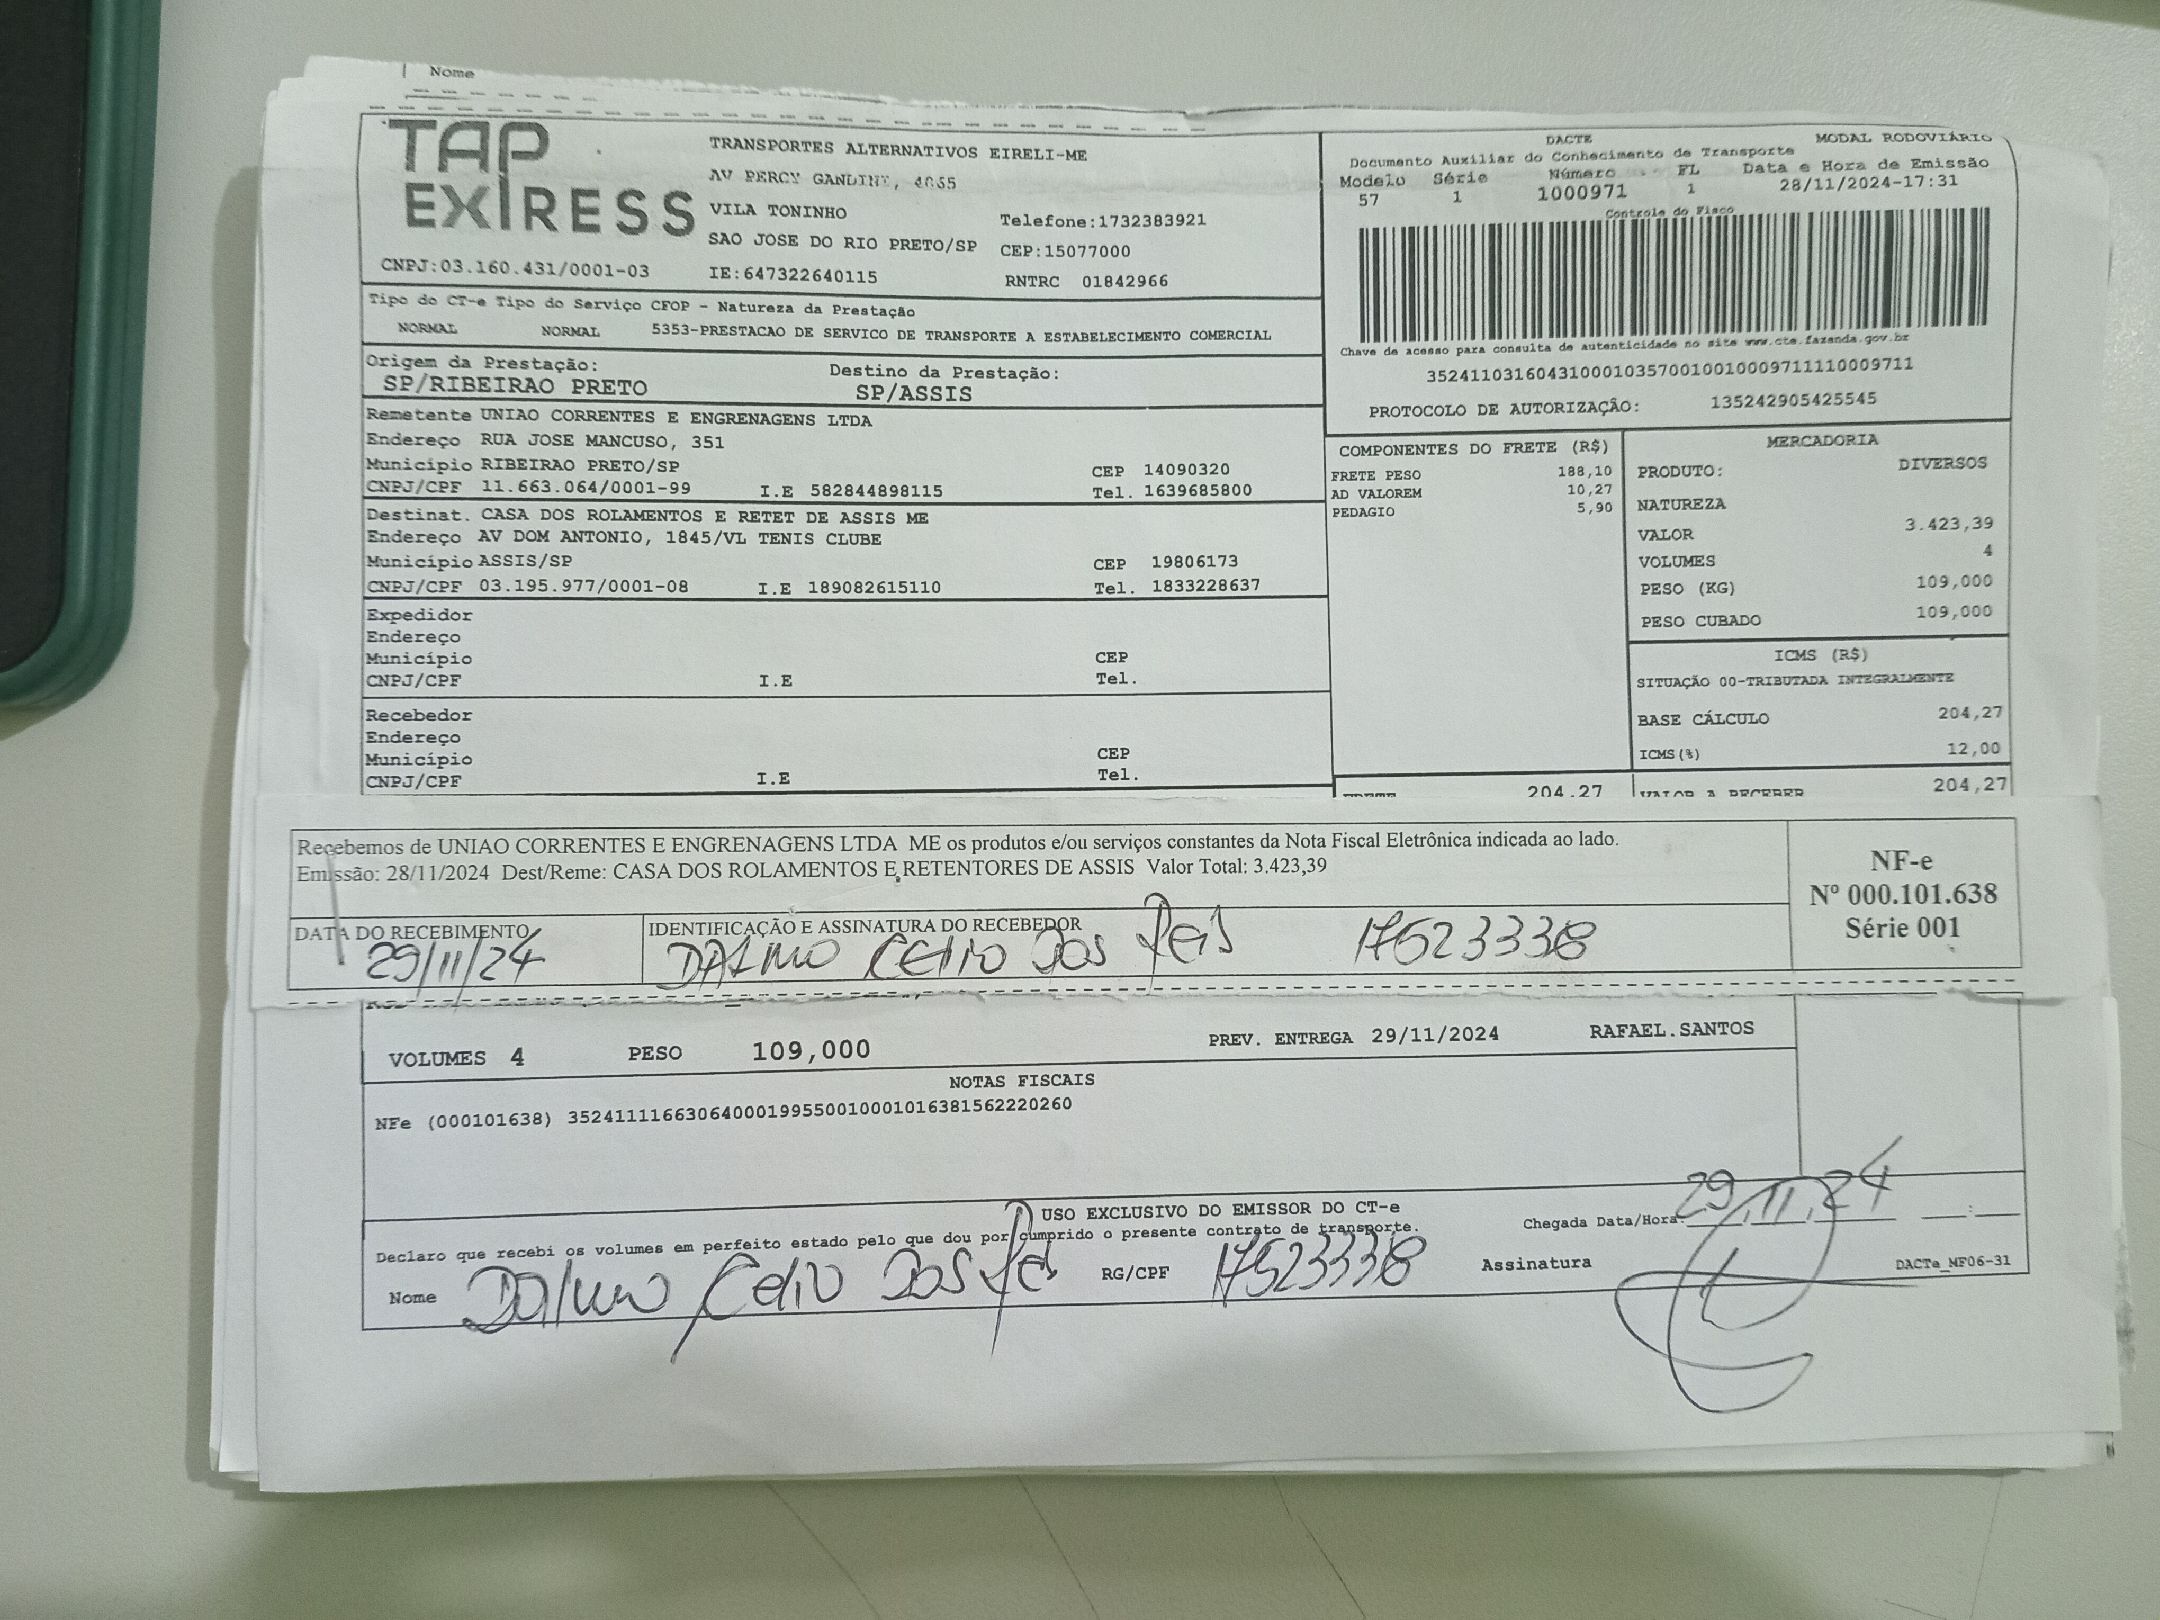 Nome
TAP
EXIRESS
TRANSPORTES ALTERNATIVOS EIRELI-ME
AV PERCY GANDINI,
VILA TONINHO
Telefone:1732383921
SAO JOSE DO RIO PRETO/SP CEP:15077000
CNPJ:03.160.431/0001-03 IE:647322640115 RNTRC 01842966
DACTE MODAL RODOVIÁRIO
Documento Auxiliar do Conhecimento de Transporte
Modelo Série Número FL Data e Hora de Emissão
57 1 1000971 1 28/11/2024-17:31
Controle do Fisco
Chave de acesso para consulta de autenticidade no site www.cte.fazenda.gov.br
35241103160431000103570010010009711110009711
PROTOCOLO DE AUTORIZAÇÃO: 135242905425545
Tipo do CT-e Tipo do Serviço CFOP - Natureza da Prestação
NORMAL NORMAL 5353-PRESTACAO DE SERVICO DE TRANSPORTE A ESTABELECIMENTO COMERCIAL
Origem da Prestação: Destino da Prestação:
SP/RIBEIRAO PRETO SP/ASSIS
Remetente UNIAO CORRENTES E ENGRENAGENS LTDA
Endereço RUA JOSE MANCUSO, 351
Município RIBEIRAO PRETO/SP CEP 14090320
CNPJ/CPF 11.663.064/0001-99 I.E 582844898115 Tel. 1639685800
Destinat. CASA DOS ROLAMENTOS E RETET DE ASSIS ME
Endereço AV DOM ANTONIO, 1845/VL TENIS CLUBE
Município ASSIS/SP CEP 19806173
CNPJ/CPF 03.195.977/0001-08 I.E 189082615110 Tel. 1833228637
Expedidor
Endereço
Município CEP
CNPJ/CPF I.E Tel.
Recebedor
Endereço
Município CEP
CNPJ/CPF I.E Tel.
COMPONENTES DO FRETE (R$)
FRETE PESO 188,10
AD VALOREM 10,27
PEDAGIO 5,90
MERCADORIA
PRODUTO: DIVERSOS
NATUREZA
VALOR 3.423,39
VOLUMES 4
PESO (KG) 109,000
PESO CUBADO 109,000
ICMS (R$)
SITUAÇÃO 00-TRIBUTADA INTEGRALMENTE
BASE CÁLCULO 204,27
ICMS(%) 12,00
204,27 VALOR A RECEBER 204,27
Recebemos de UNIAO CORRENTES E ENGRENAGENS LTDA ME os produtos e/ou serviços constantes da Nota Fiscal Eletrônica indicada ao lado.
Emissão: 28/11/2024 Dest/Reme: CASA DOS ROLAMENTOS E RETENTORES DE ASSIS Valor Total: 3.423,39
NF-e
Nº 000.101.638
Série 001
DATA DO RECEBIMENTO IDENTIFICAÇÃO E ASSINATURA DO RECEBEDOR
29/11/24 DALMO CELIO DOS Reis 17523338
VOLUMES 4 PESO 109,000 PREV. ENTREGA 29/11/2024 RAFAEL.SANTOS
NOTAS FISCAIS
NFe (000101638) 35241111663064000199550010001016381562220260
USO EXCLUSIVO DO EMISSOR DO CT-e
Declaro que recebi os volumes em perfeito estado pelo que dou por cumprido o presente contrato de transporte.
Chegada Data/Hora: 29,11,24 __:__
Nome Dalmo Celio Dos Reis RG/CPF 17523338 Assinatura
DACTe_MF06-31